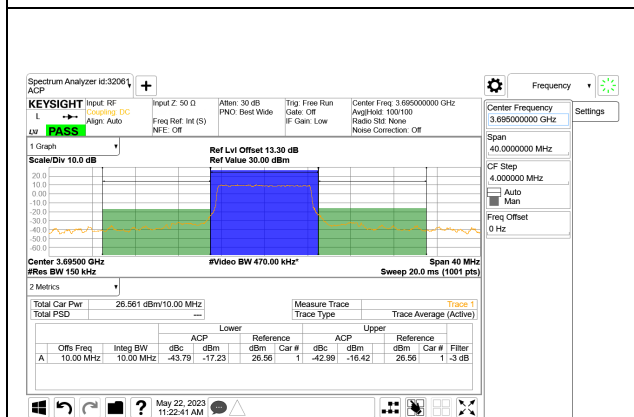 Spectrum Analyzer id:32061
ACP
Frequency
KEYSIGHT Input: RF Input Z: 50 Ω Atten: 30 dB Trig: Free Run Center Freq: 3.695000000 GHz
L Coupling: DC PNO: Best Wide Gate: Off Avg|Hold: 100/100
Align: Auto Freq Ref: Int (S) IF Gain: Low Radio Std: None
LXI PASS NFE: Off Noise Correction: Off
Center Frequency
3.695000000 GHz
Settings
Span
40.0000000 MHz
CF Step
4.000000 MHz
Auto
Man
Freq Offset
0 Hz
1 Graph
Scale/Div 10.0 dB
Ref Lvl Offset 13.30 dB
Ref Value 30.00 dBm
20.0
10.0
0.00
-10.0
-20.0
-30.0
-40.0
-50.0
-60.0
Center 3.69500 GHz #Video BW 470.00 kHz* Span 40 MHz
#Res BW 150 kHz Sweep 20.0 ms (1001 pts)
2 Metrics
Total Car Pwr 26.561 dBm/10.00 MHz Measure Trace Trace 1
Total PSD --- Trace Type Trace Average (Active)
Lower Upper
ACP Reference ACP Reference
Offs Freq Integ BW dBc dBm dBm Car # dBc dBm dBm Car # Filter
A 10.00 MHz 10.00 MHz -43.79 -17.23 26.56 1 -42.99 -16.42 26.56 1 -3 dB
May 22, 2023
11:22:41 AM